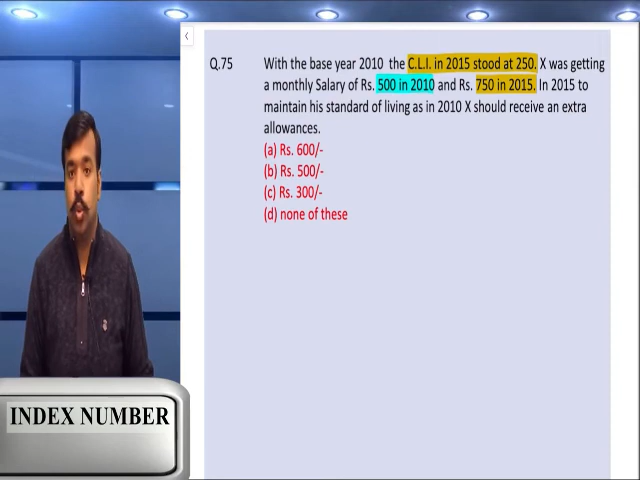 Q.75 With the base year 2010 the C.L.I. in 2015 stood at 250. X was getting
a monthly Salary of Rs. 500 in 2010 and Rs. 750 in 2015. In 2015 to
maintain his standard of living as in 2010 X should receive an extra
allowances.
(a) Rs. 600/-
(b) Rs. 500/-
(c) Rs. 300/-
(d) none of these
INDEX NUMBER